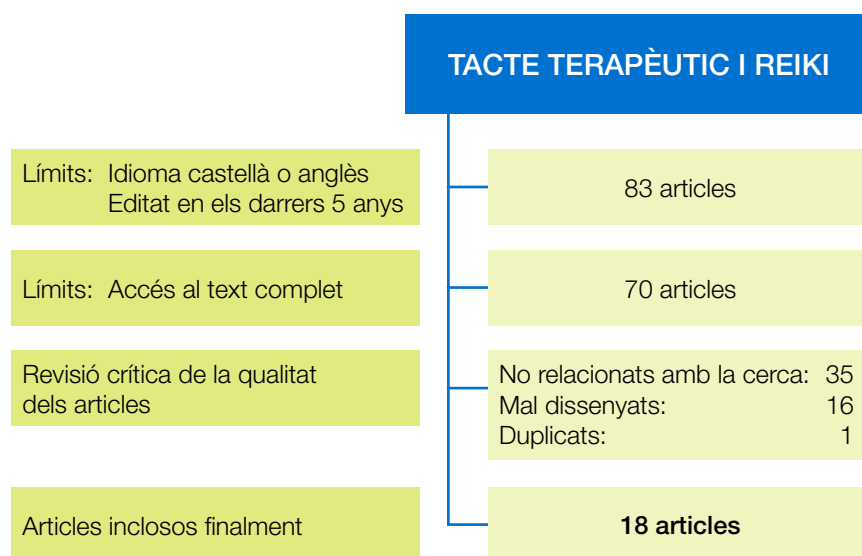 TACTE TERAPÈUTIC I REIKI
Límits: Idioma castellà o anglès
Editat en els darrers 5 anys
83 articles
Límits: Accés al text complet
70 articles
Revisió crítica de la qualitat
dels articles
No relacionats amb la cerca: 35
Mal dissenyats: 16
Duplicats: 1
Articles inclosos finalment
18 articles